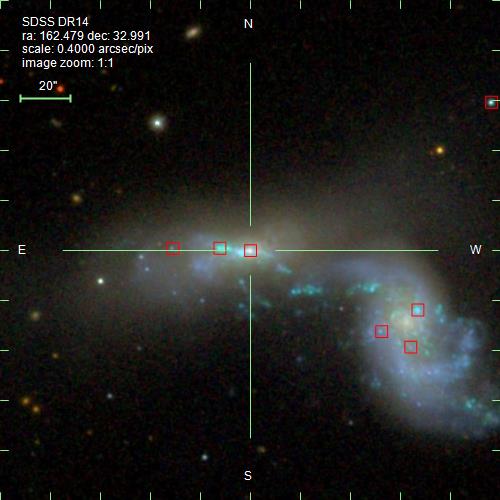 SDSS DR14
ra: 162.479 dec: 32.991
scale: 0.4000 arcsec/pix
image zoom: 1:1
20"
N
E
W
S